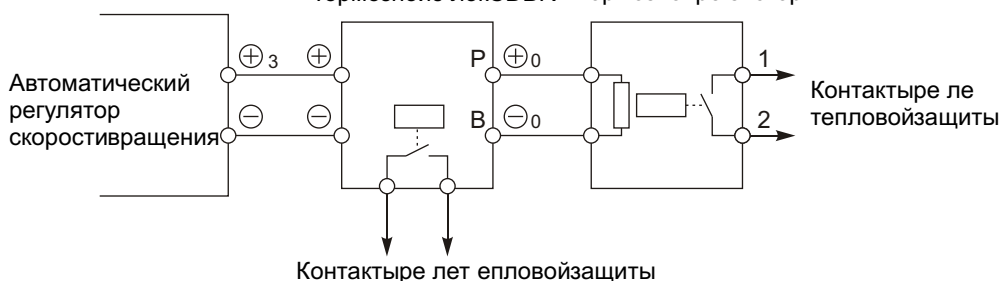 ⊕3 ⊕ P ⊕0 1
Автоматический
регулятор
скоростивращения
⊖ ⊖ B ⊖0 2
Контактыре ле
тепловойзащиты
Контактыре лет епловойзащиты